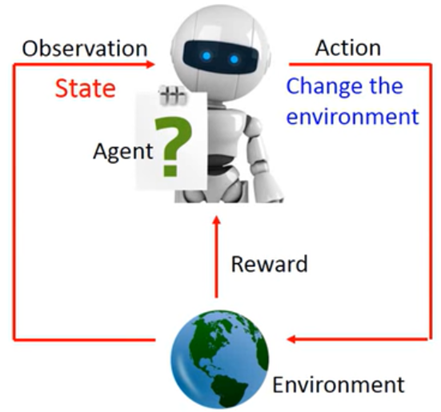 Observation
State
Action
Change the
environment
Agent
?
Reward
Environment